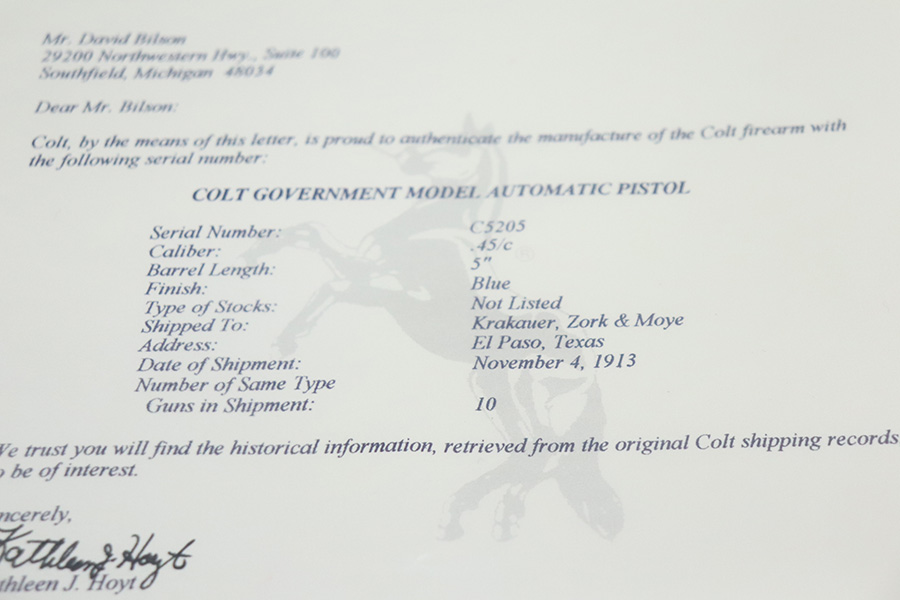 Mr. David Bilson
29200 Northwestern Hwy., Suite 100
Southfield, Michigan 48034
Dear Mr. Bilson:
Colt, by the means of this letter, is proud to authenticate the manufacture of the Colt firearm with
the following serial number:
COLT GOVERNMENT MODEL AUTOMATIC PISTOL
Serial Number: C5205
Caliber: .45/c
Barrel Length: 5"
Finish: Blue
Type of Stocks: Not Listed
Shipped To: Krakauer, Zork & Moye
Address: El Paso, Texas
Date of Shipment: November 4, 1913
Number of Same Type
Guns in Shipment: 10
We trust you will find the historical information, retrieved from the original Colt shipping records
o be of interest.
ncerely,
Kathleen J. Hoyt
thleen J. Hoyt
®